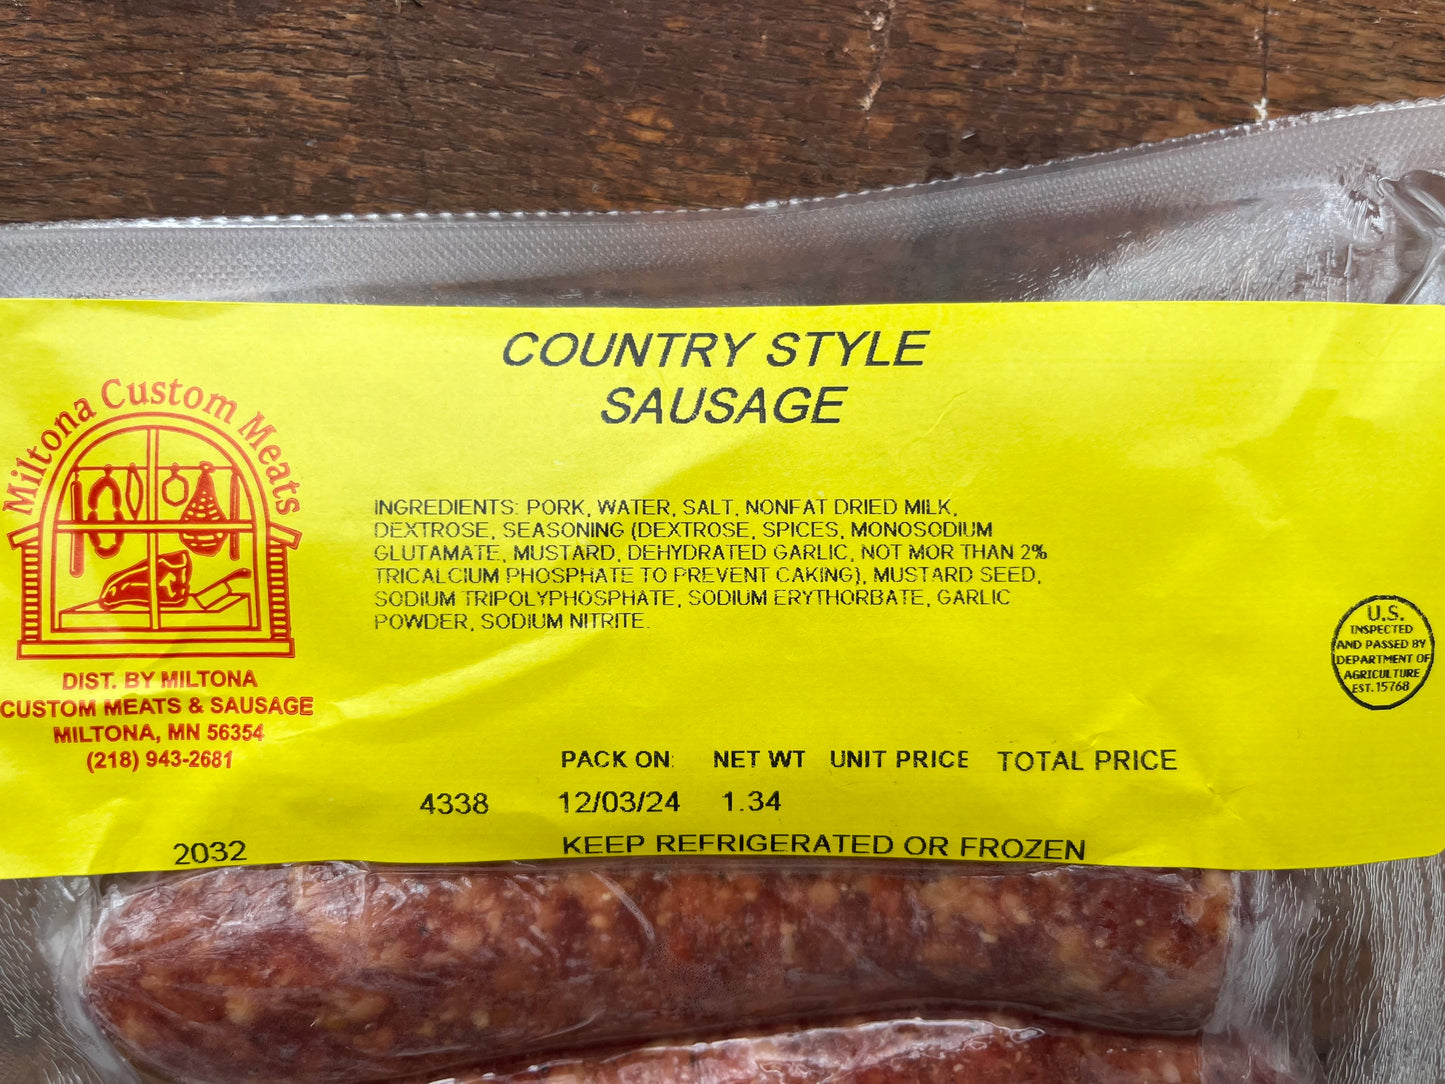 COUNTRY STYLE
SAUSAGE
Miltona Custom Meats
INGREDIENTS: PORK, WATER, SALT, NONFAT DRIED MILK,
DEXTROSE, SEASONING (DEXTROSE, SPICES, MONOSODIUM
GLUTAMATE, MUSTARD, DEHYDRATED GARLIC, NOT MOR THAN 2%
TRICALCIUM PHOSPHATE TO PREVENT CAKING), MUSTARD SEED,
SODIUM TRIPOLYPHOSPHATE, SODIUM ERYTHORBATE, GARLIC
POWDER, SODIUM NITRITE.
U.S.
INSPECTED
AND PASSED BY
DEPARTMENT OF
AGRICULTURE
EST. 15768
DIST. BY MILTONA
CUSTOM MEATS & SAUSAGE
MILTONA, MN 56354
(218) 943-2681
PACK ON: NET WT UNIT PRICE TOTAL PRICE
4338 12/03/24 1.34
2032 KEEP REFRIGERATED OR FROZEN